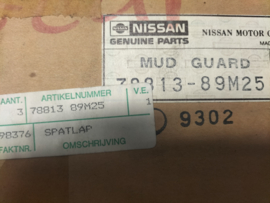 NISSAN
GENUINE PARTS
NISSAN MOTOR
MUD GUARD
78813-89M25
9302
AANT.
ARTIKELNUMMER
V.E.
3
78813 89M25
1
98376
SPATLAP
FAKTNR.
OMSCHRIJVING